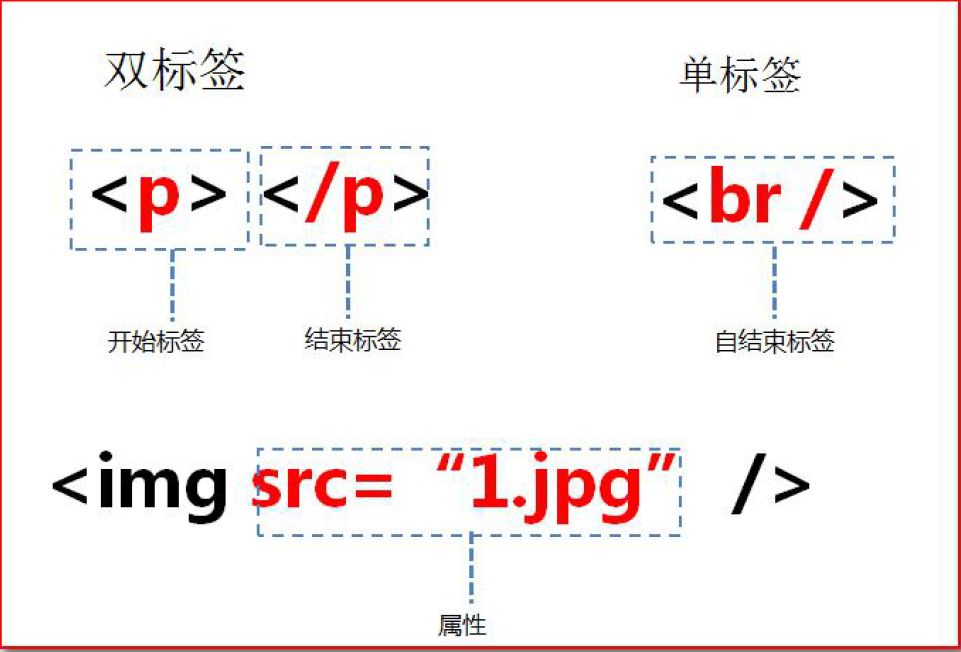 双标签
单标签
<p> </p>
<br />
开始标签
结束标签
自结束标签
<img src= “1.jpg” />
属性